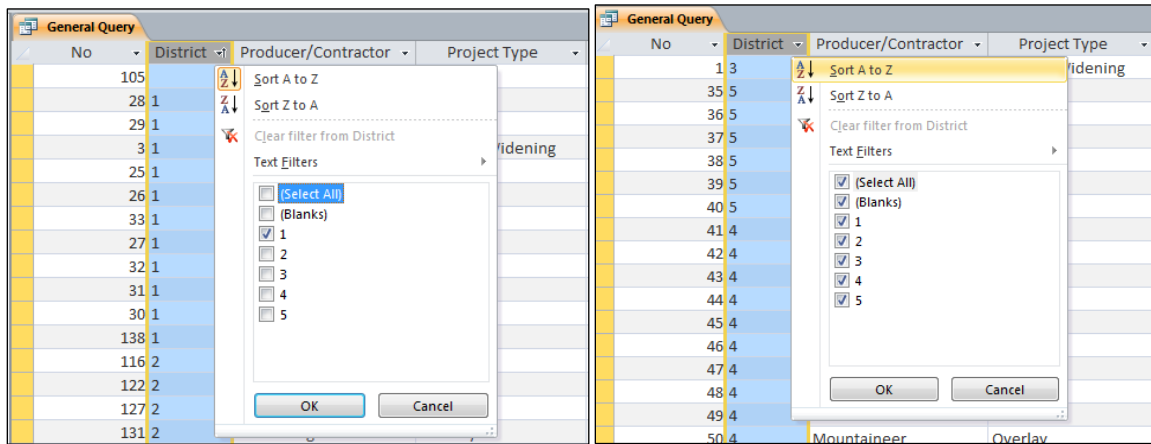 General Query
No District Producer/Contractor Project Type
105
28 1
29 1
3 1 /idening
25 1
26 1
33 1
27 1
32 1
31 1
30 1
138 1
116 2
122 2
127 2
131 2
Sort A to Z
Sort Z to A
Clear filter from District
Text Filters
(Select All)
(Blanks)
1
2
3
4
5
OK Cancel
General Query
No District Producer/Contractor Project Type
1 3 /idening
35 5
36 5
37 5
38 5
39 5
40 5
41 4
42 4
43 4
44 4
45 4
46 4
47 4
48 4
49 4
50 4 Mountaineer Overlay
Sort A to Z
Sort Z to A
Clear filter from District
Text Filters
(Select All)
(Blanks)
1
2
3
4
5
OK Cancel